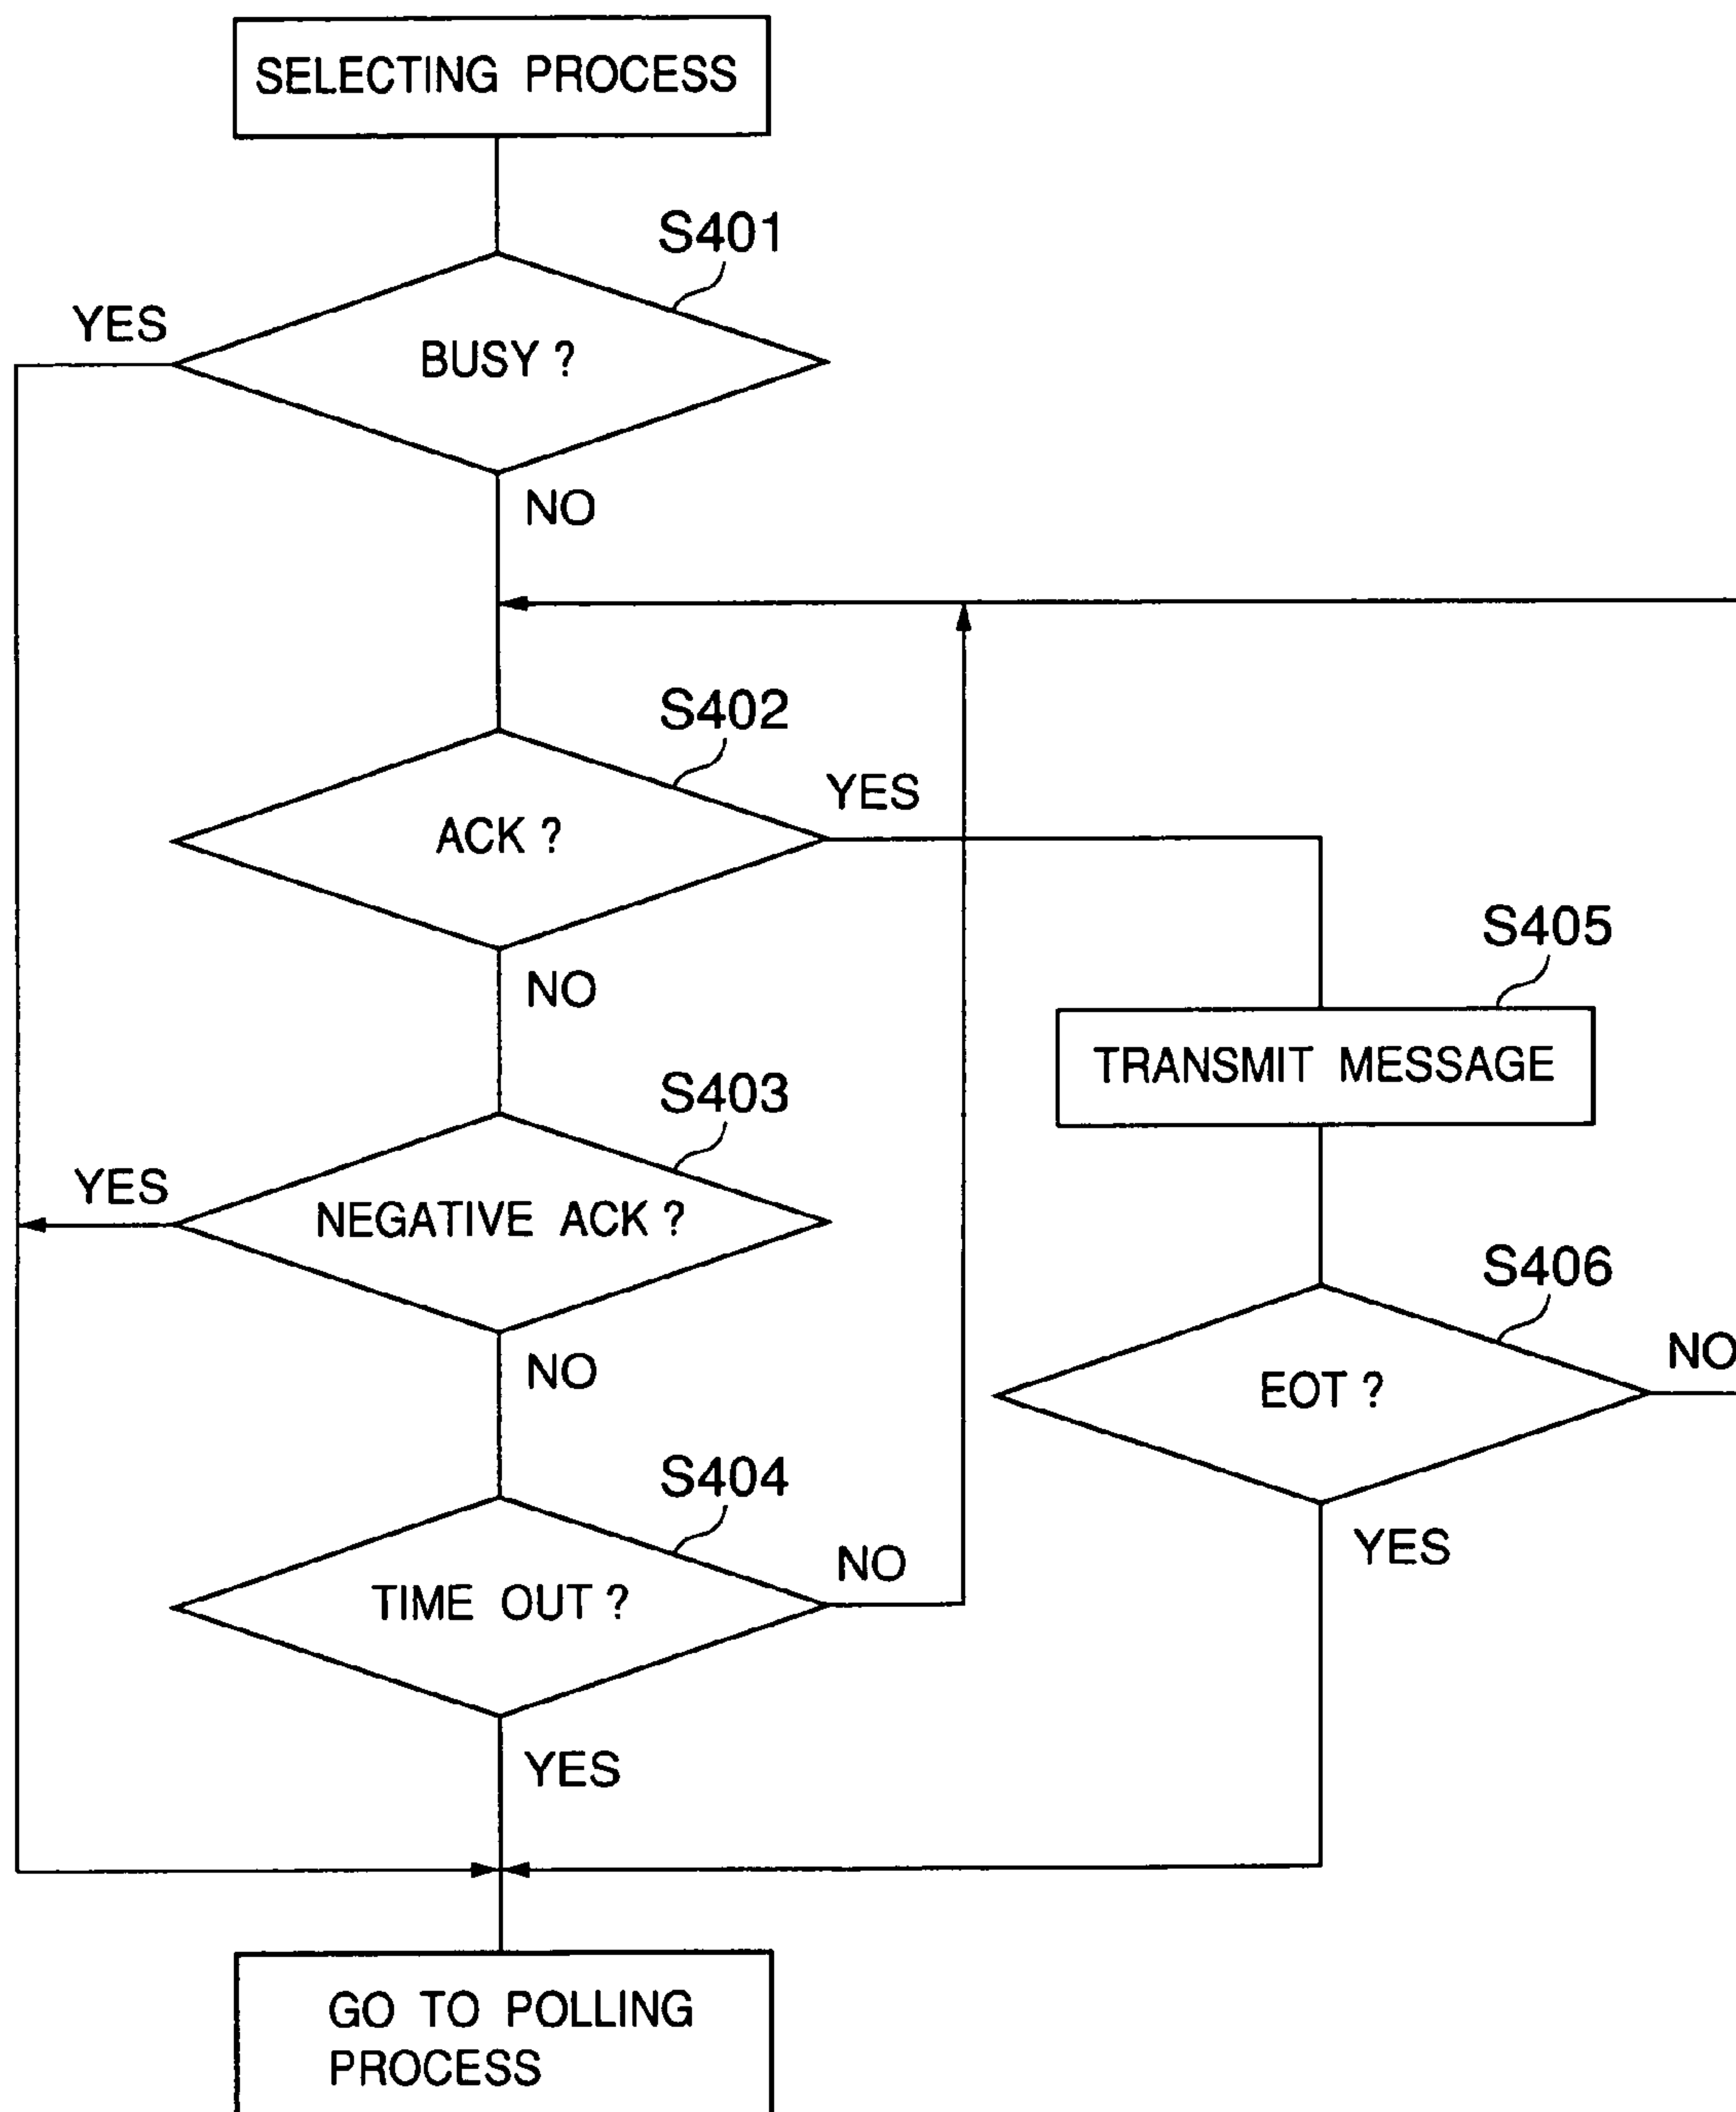 SELECTING PROCESS
S401
YES
BUSY ?
NO
S402
YES
ACK ?
NO
S405
TRANSMIT MESSAGE
S403
YES
NEGATIVE ACK ?
NO
S406
NO
EOT ?
YES
S404
NO
TIME OUT ?
YES
GO TO POLLING
PROCESS